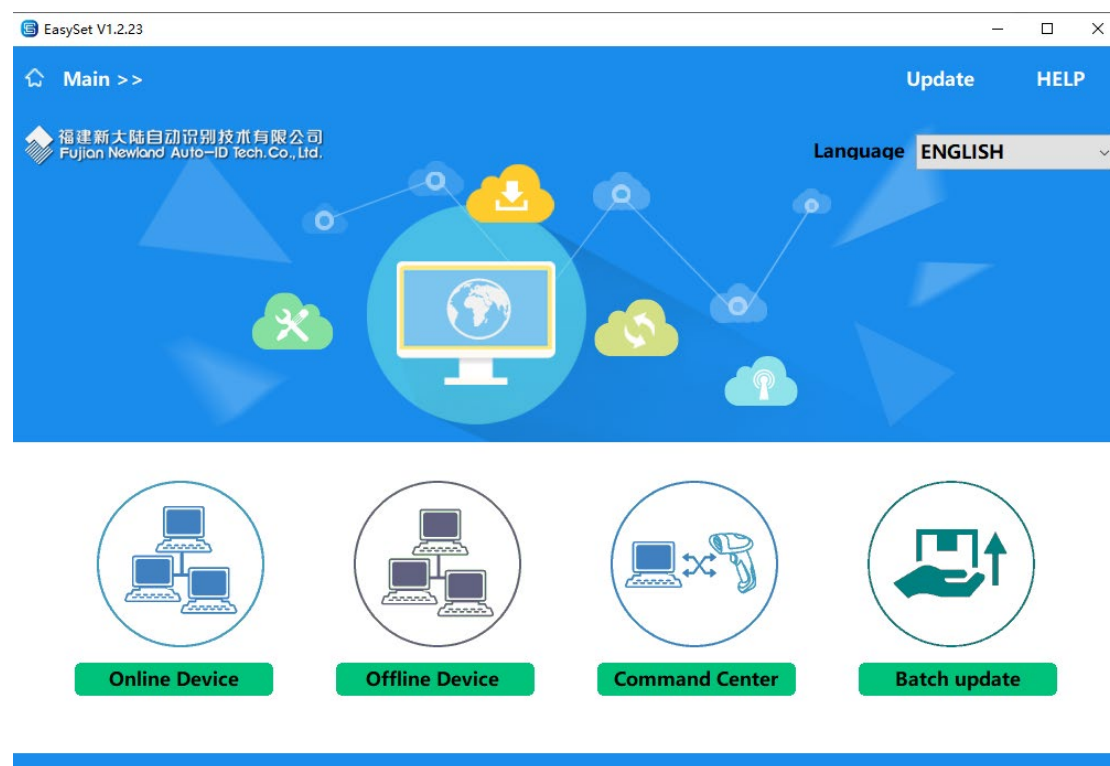 EasySet V1.2.23
Main >>
Update
HELP
福建新大陆自动识别技术有限公司
Fujian Newland Auto-ID Tech.Co.,Ltd.
Language
ENGLISH
Online Device
Offline Device
Command Center
Batch update